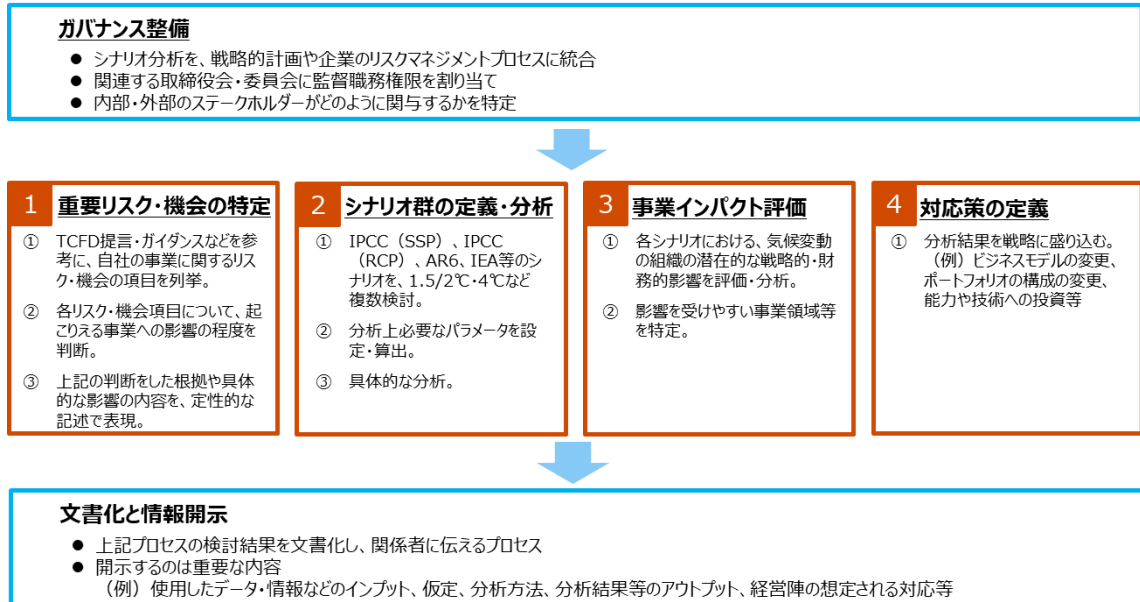 ガバナンス整備
● シナリオ分析を、戦略的計画や企業のリスクマネジメントプロセスに統合
● 関連する取締役会・委員会に監督職務権限を割り当て
● 内部・外部のステークホルダーがどのように関与するかを特定
1 重要リスク・機会の特定
① TCFD提言・ガイダンスなどを参
考に、自社の事業に関するリス
ク・機会の項目を列挙。
② 各リスク・機会項目について、起
こりえる事業への影響の程度を
判断。
③ 上記の判断をした根拠や具体
的な影響の内容を、定性的な
記述で表現。
2 シナリオ群の定義・分析
① IPCC（SSP）、IPCC
（RCP）、AR6、IEA等のシ
ナリオを、1.5/2℃・4℃など
複数検討。
② 分析上必要なパラメータを設
定・算出。
③ 具体的な分析。
3 事業インパクト評価
① 各シナリオにおける、気候変動
の組織の潜在的な戦略的・財
務的影響を評価・分析。
② 影響を受けやすい事業領域等
を特定。
4 対応策の定義
① 分析結果を戦略に盛り込む。
（例）ビジネスモデルの変更、
ポートフォリオの構成の変更、
能力や技術への投資等
文書化と情報開示
● 上記プロセスの検討結果を文書化し、関係者に伝えるプロセス
● 開示するのは重要な内容
（例）使用したデータ・情報などのインプット、仮定、分析方法、分析結果等のアウトプット、経営陣の想定される対応等